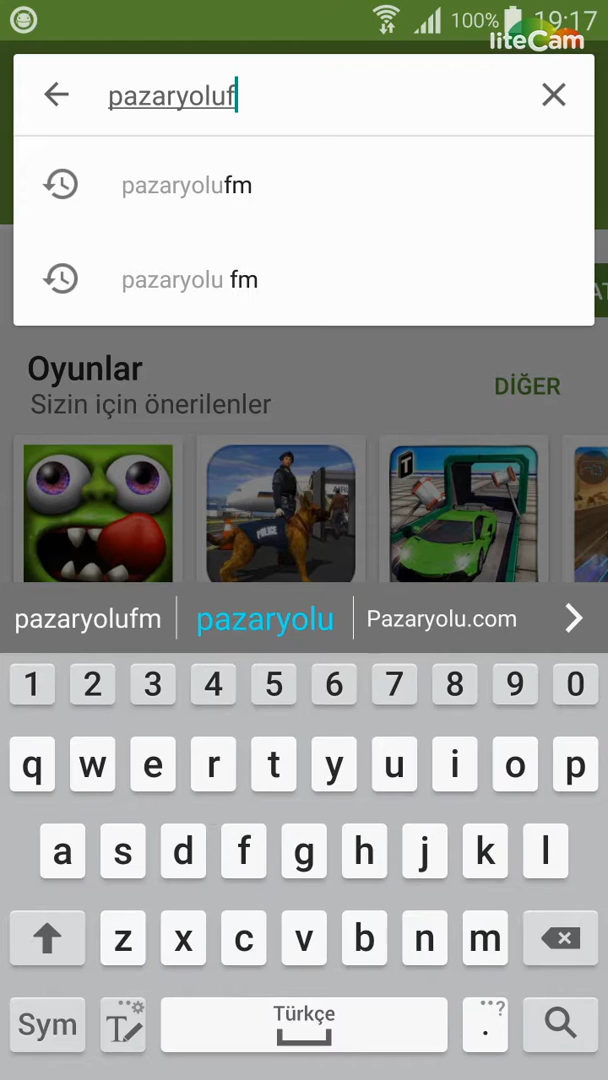 100% 19:17
liteCam
pazaryoluf
pazaryolufm
pazaryolu fm
Oyunlar
DİĞER
Sizin için önerilenler
POLICE
T
pazaryolufm pazaryolu Pazaryolu.com
1 2 3 4 5 6 7 8 9 0
q w e r t y u i o p
a s d f g h j k l
z x c v b n m
Sym T Türkçe . ?